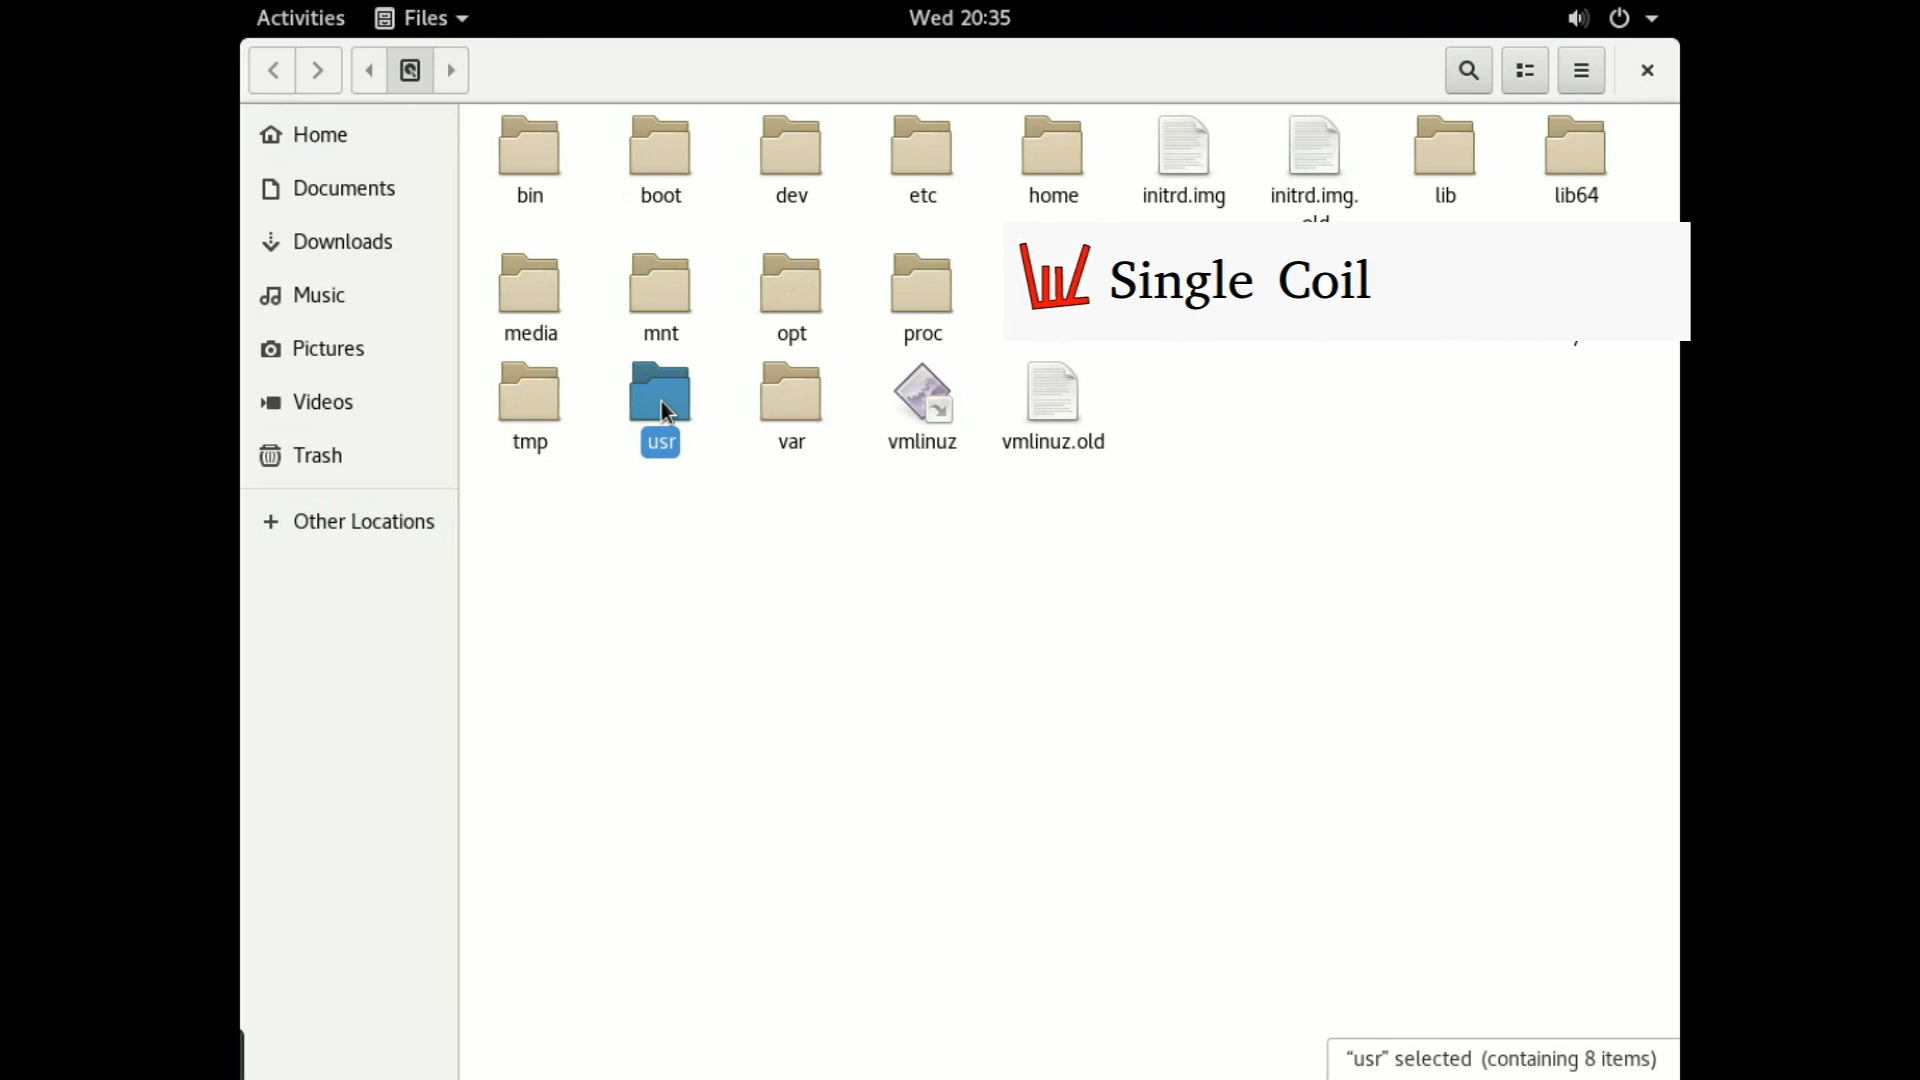 Activities Files Wed 20:35
Home
Documents
Downloads
Music
Pictures
Videos
Trash
Other Locations
bin boot dev etc home initrd.img initrd.img. lib lib64
Single Coil
media mnt opt proc
tmp usr var vmlinuz vmlinuz.old
“usr” selected (containing 8 items)